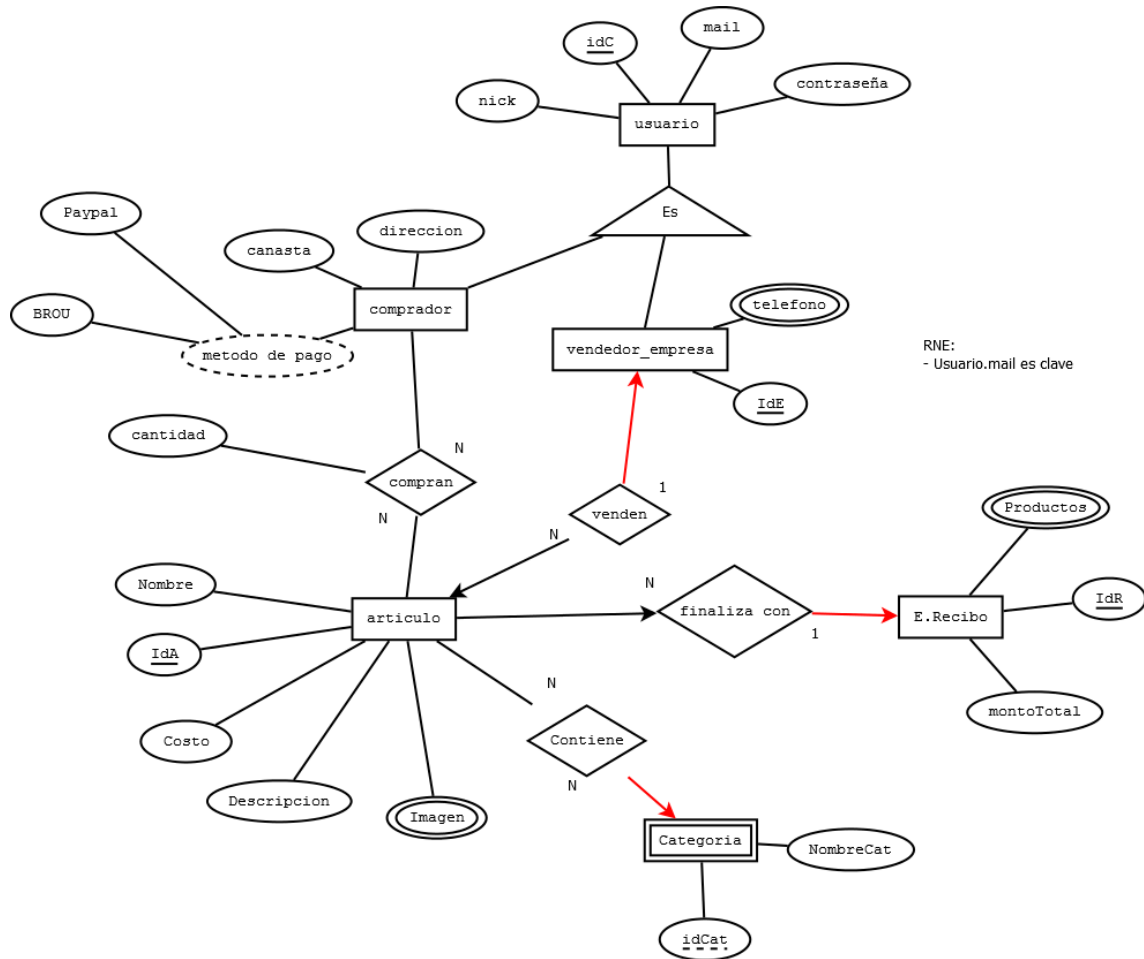 mail
idC
contraseña
nick
usuario
Es
Paypal
direccion
canasta
comprador
telefono
BROU
metodo de pago
vendedor_empresa
RNE:
- Usuario.mail es clave
IdE
cantidad
N
compran
N
1
venden
N
Productos
Nombre
N
articulo
finaliza con
E.Recibo
IdR
1
IdA
N
montoTotal
Costo
Contiene
N
Descripcion
Imagen
Categoria
NombreCat
idCat